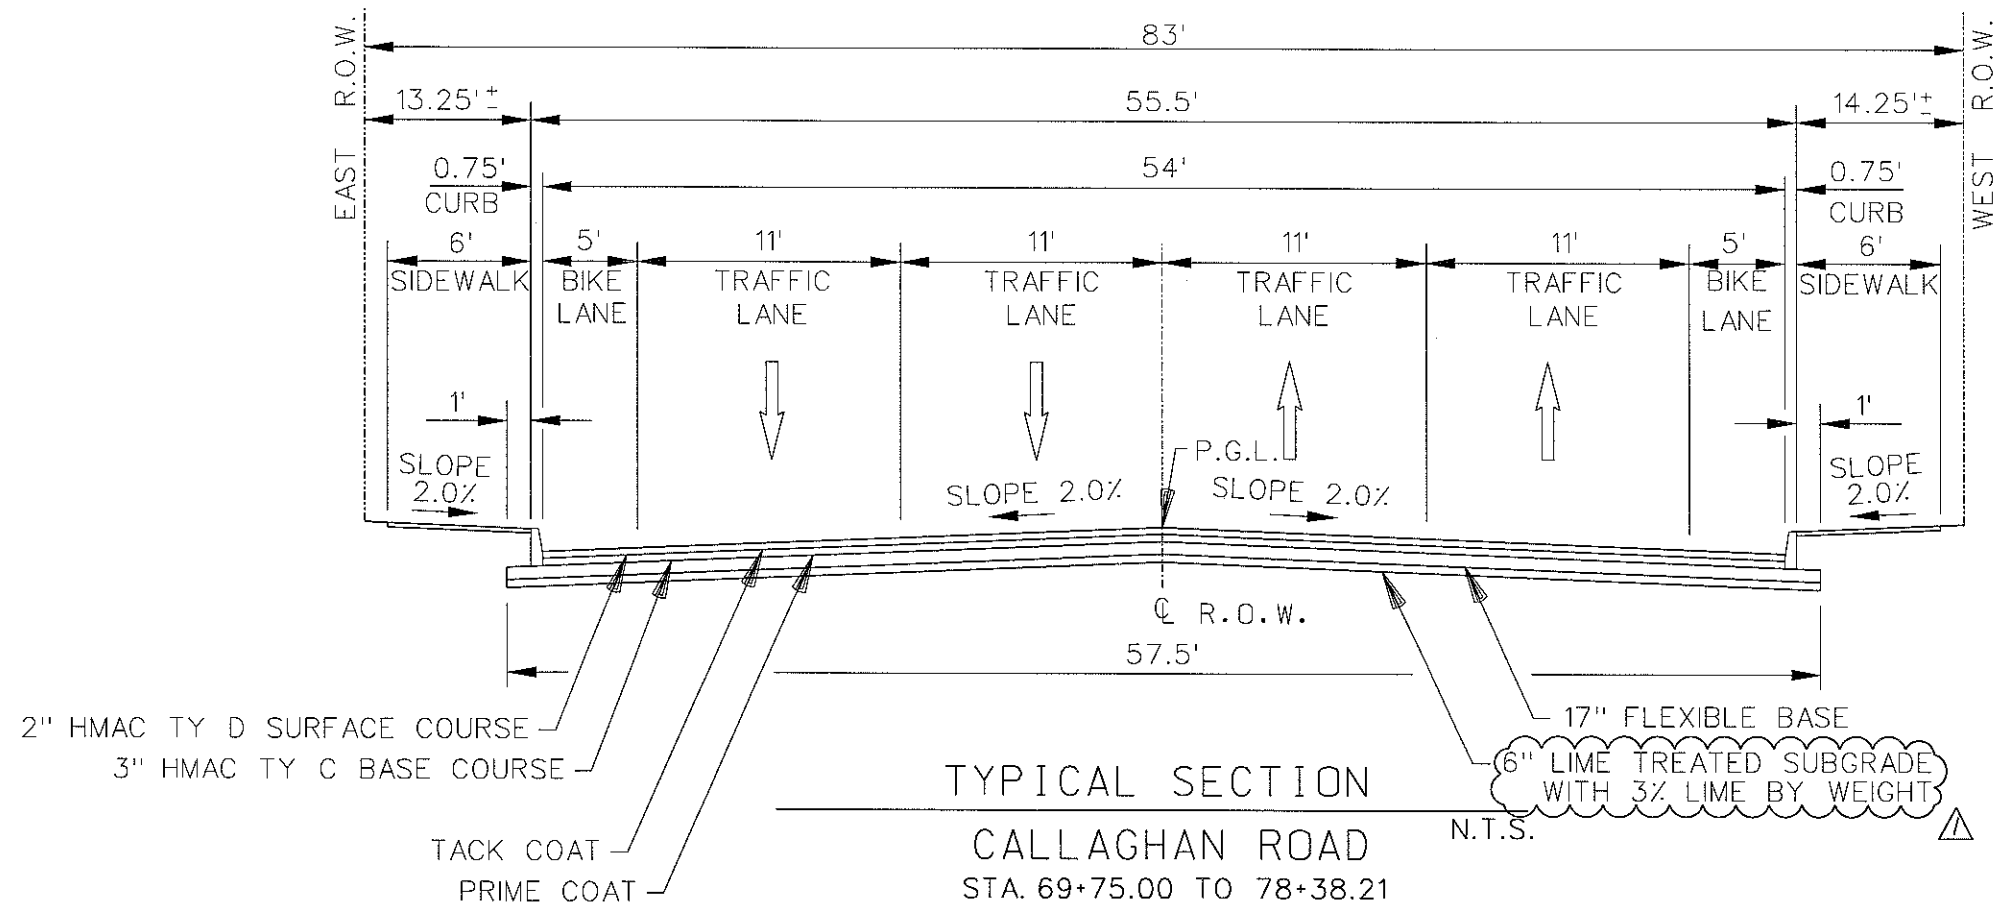 83'
EAST R.O.W.
WEST R.O.W.
13.25'±
55.5'
14.25'±
0.75'
CURB
54'
0.75'
CURB
6'
SIDEWALK
5'
BIKE
LANE
11'
TRAFFIC
LANE
11'
TRAFFIC
LANE
11'
TRAFFIC
LANE
11'
TRAFFIC
LANE
5'
BIKE
LANE
6'
SIDEWALK
1'
1'
SLOPE
2.0%
P.G.L.
SLOPE 2.0%
SLOPE 2.0%
SLOPE
2.0%
℄ R.O.W.
57.5'
2" HMAC TY D SURFACE COURSE
3" HMAC TY C BASE COURSE
TACK COAT
PRIME COAT
17" FLEXIBLE BASE
6" LIME TREATED SUBGRADE
WITH 3% LIME BY WEIGHT
1
TYPICAL SECTION
N.T.S.
CALLAGHAN ROAD
STA. 69+75.00 TO 78+38.21